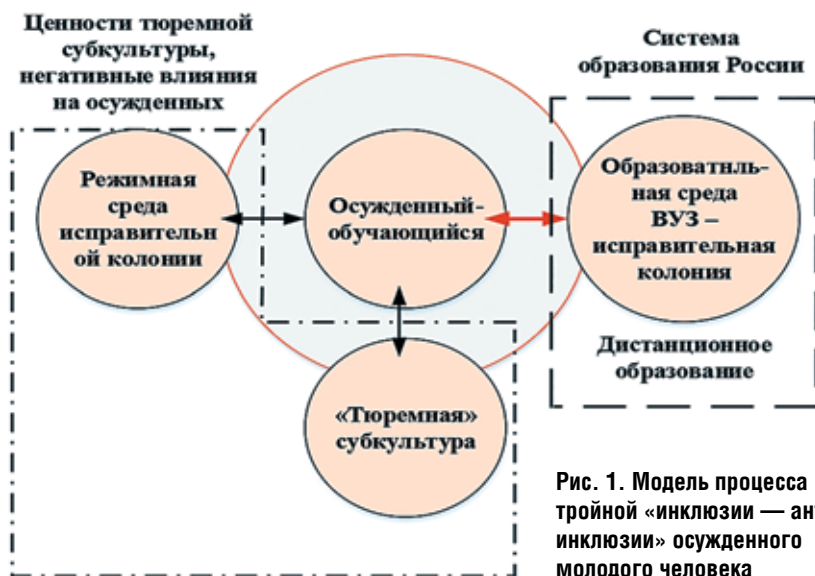 Ценности тюремной
субкультуры,
негативные влияния
на осужденных
Система
образования России
Режимная
среда
исправительн
ой колонии
Осужденный-
обучающийся
Образоватиль-
ная среда
ВУЗ –
исправительная
колония
Дистанционное
образование
«Тюремная»
субкультура
Рис. 1. Модель процесса
тройной «инклюзии — ан
инклюзии» осужденного
молодого человека